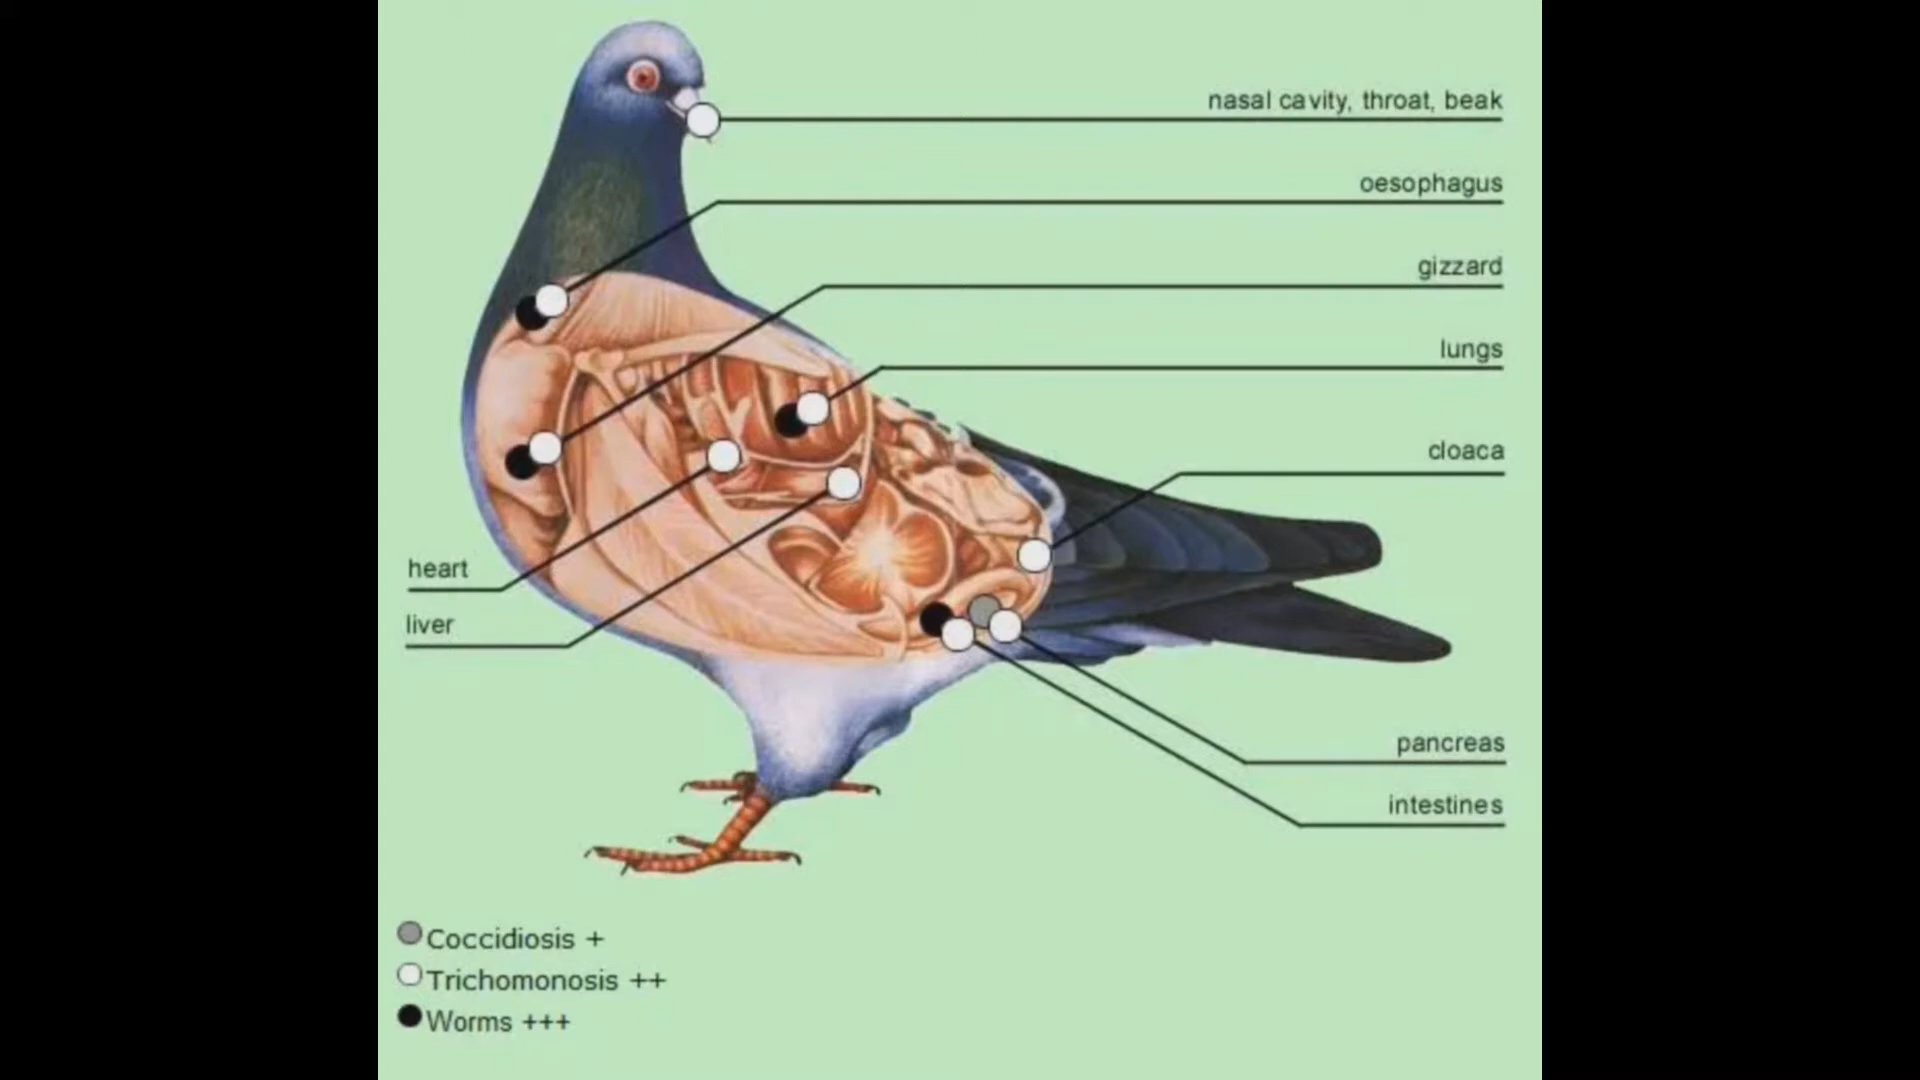 nasal cavity, throat, beak
oesophagus
gizzard
lungs
cloaca
heart
liver
pancreas
intestines
Coccidiosis +
Trichomonosis ++
Worms +++